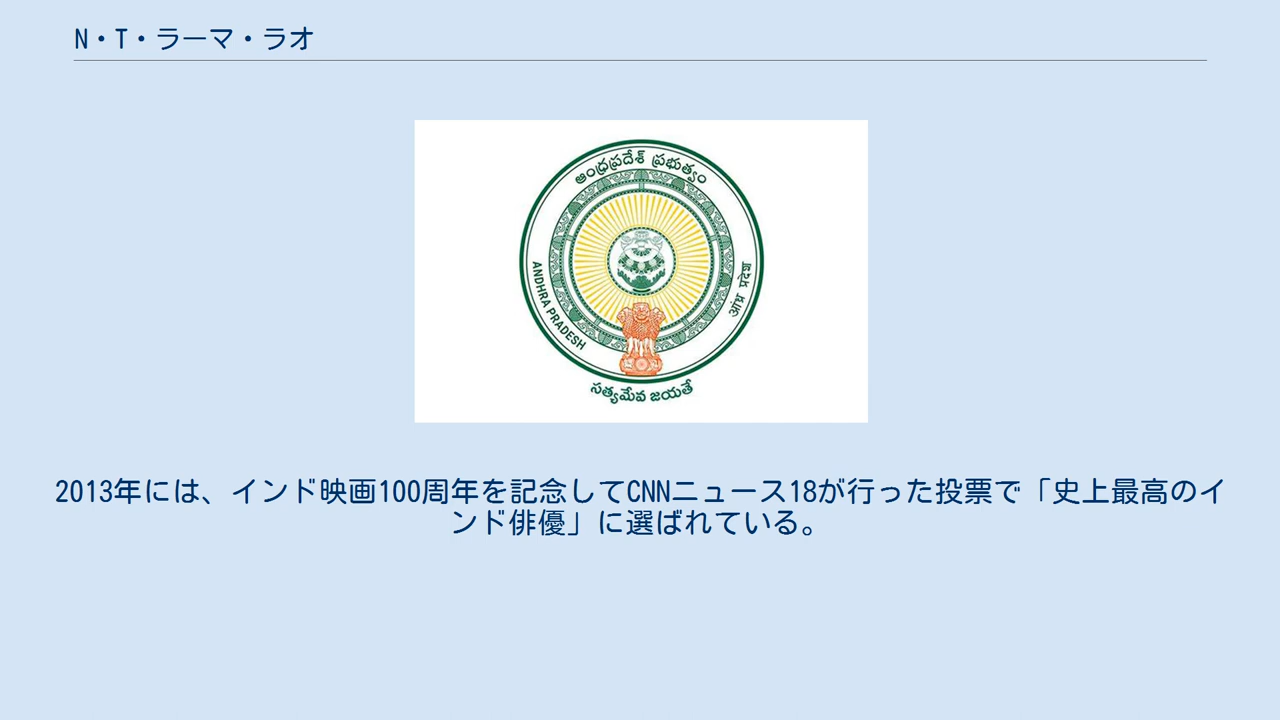 N・T・ラーマ・ラオ
ఆంధ్రప్రదేశ్ ప్రభుత్వం
ANDHRA PRADESH
आंध्र प्रदेश
సత్యమేవ జయతే
2013年には、インド映画100周年を記念してCNNニュース18が行った投票で「史上最高のイ
ンド俳優」に選ばれている。